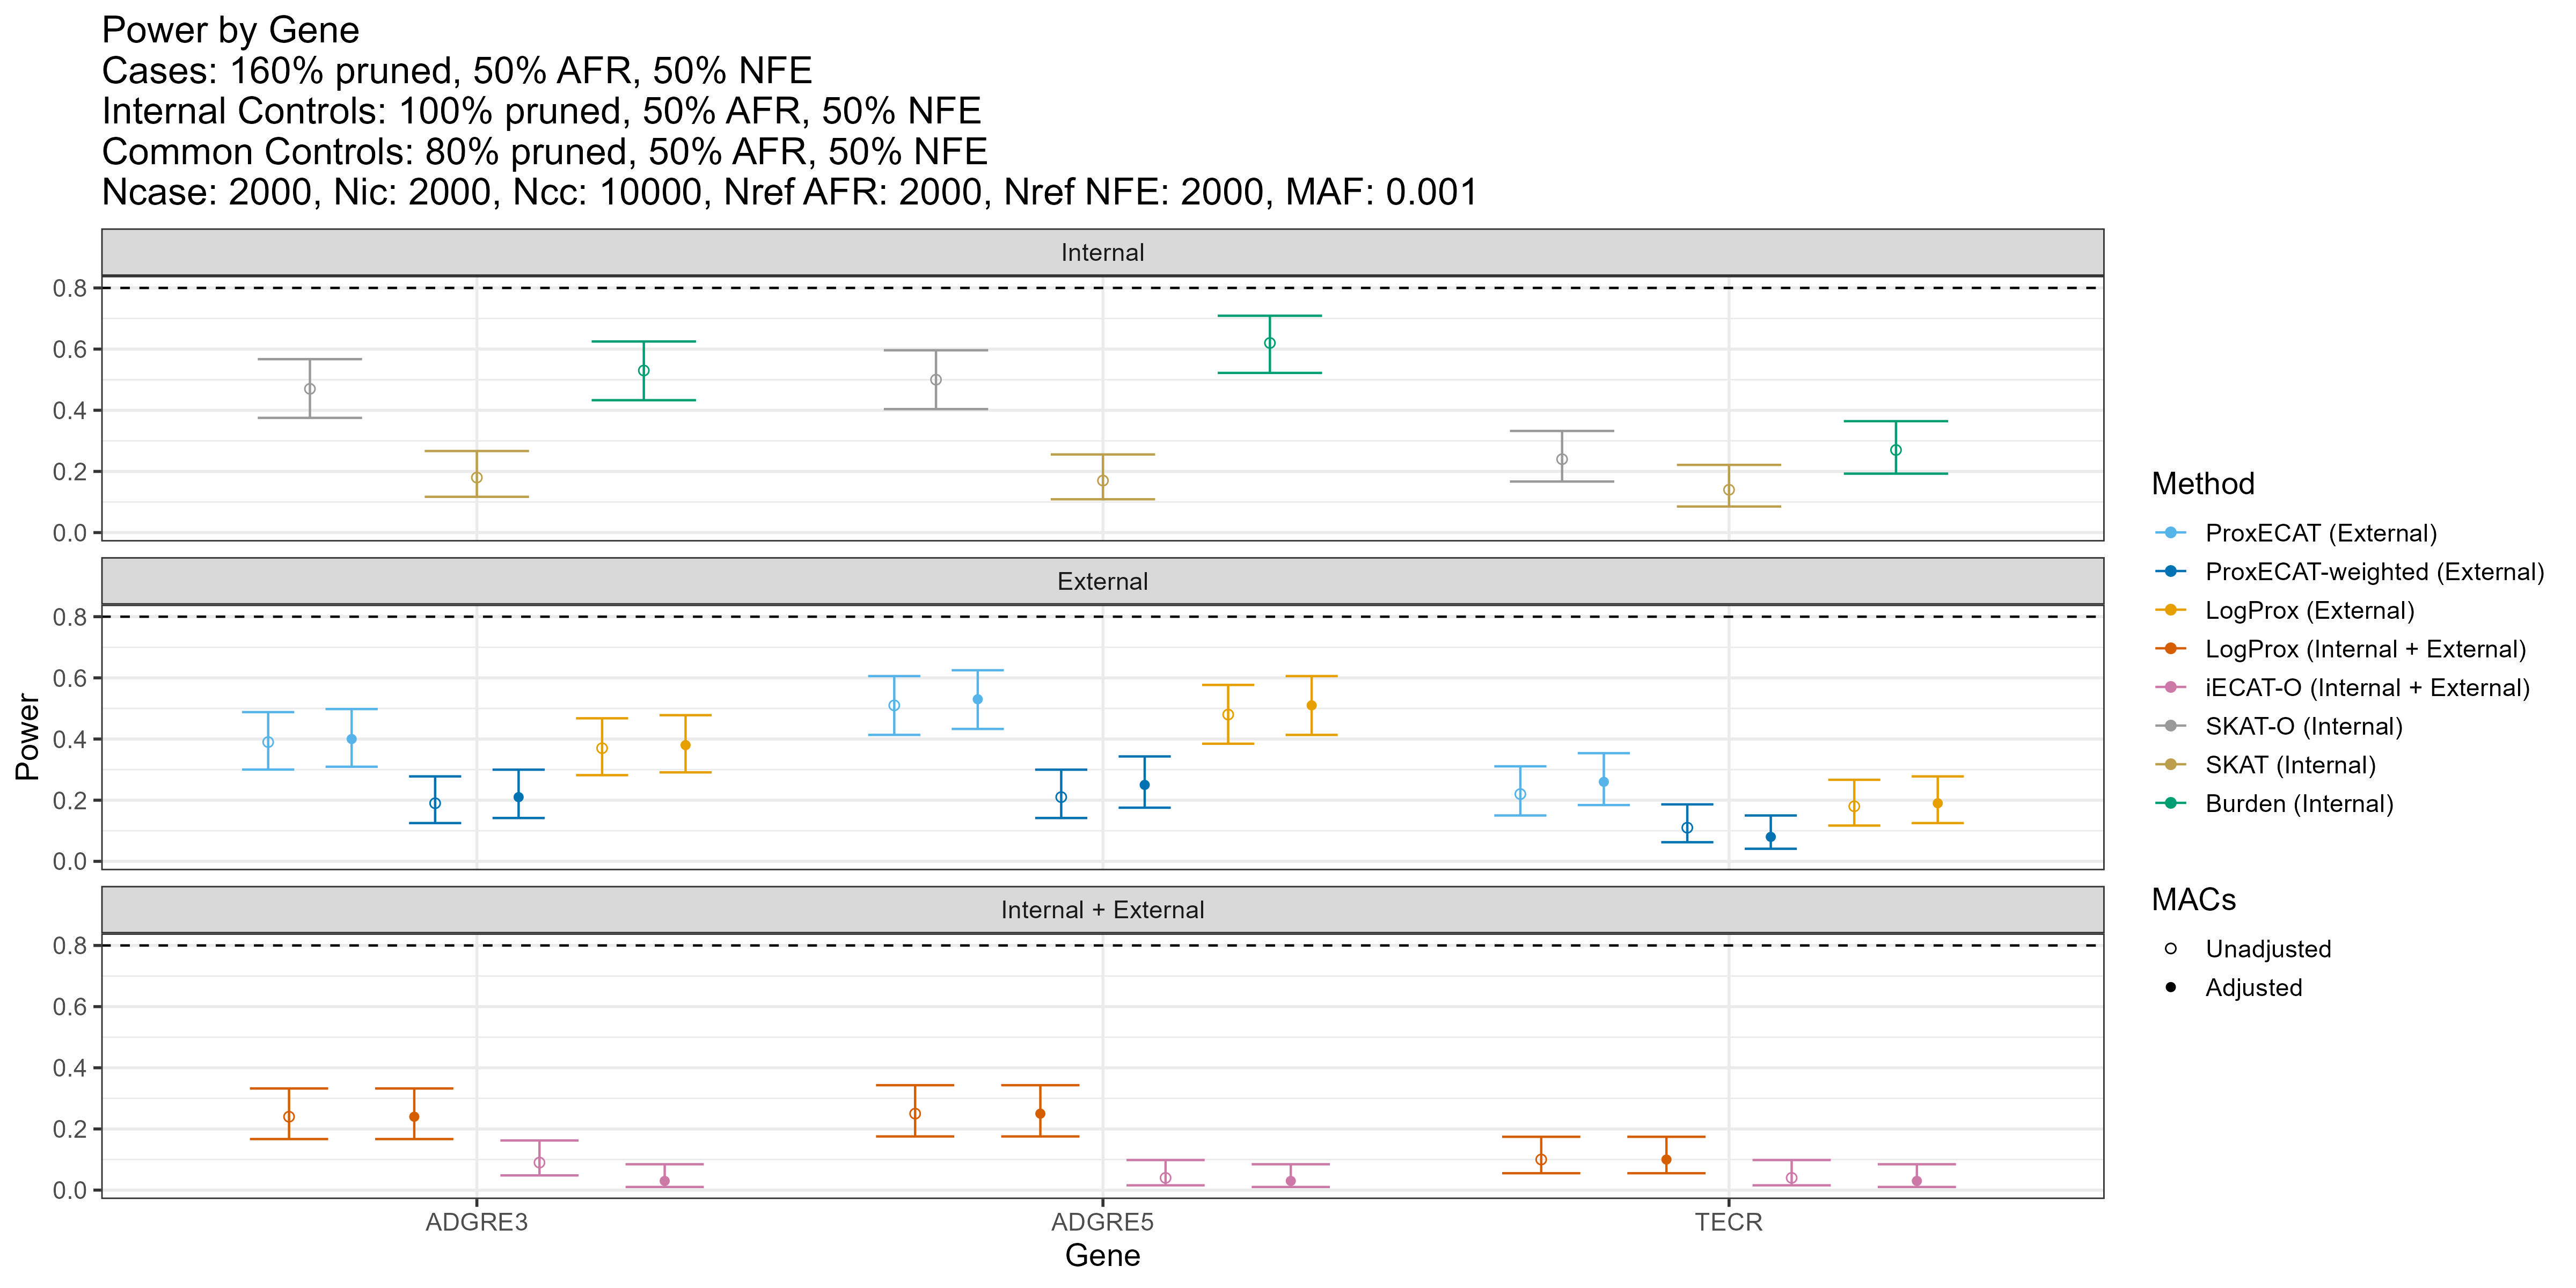 Power by Gene
Cases: 160% pruned, 50% AFR, 50% NFE
Internal Controls: 100% pruned, 50% AFR, 50% NFE
Common Controls: 80% pruned, 50% AFR, 50% NFE
Ncase: 2000, Nic: 2000, Ncc: 10000, Nref AFR: 2000, Nref NFE: 2000, MAF: 0.001
Internal
0.8
0.6
0.4
0.2
0.0
External
0.8
0.6
0.4
0.2
0.0
Internal + External
0.8
0.6
0.4
0.2
0.0
Power
ADGRE3
ADGRE5
TECR
Gene
Method
ProxECAT (External)
ProxECAT-weighted (External)
LogProx (External)
LogProx (Internal + External)
iECAT-O (Internal + External)
SKAT-O (Internal)
SKAT (Internal)
Burden (Internal)
MACs
Unadjusted
Adjusted